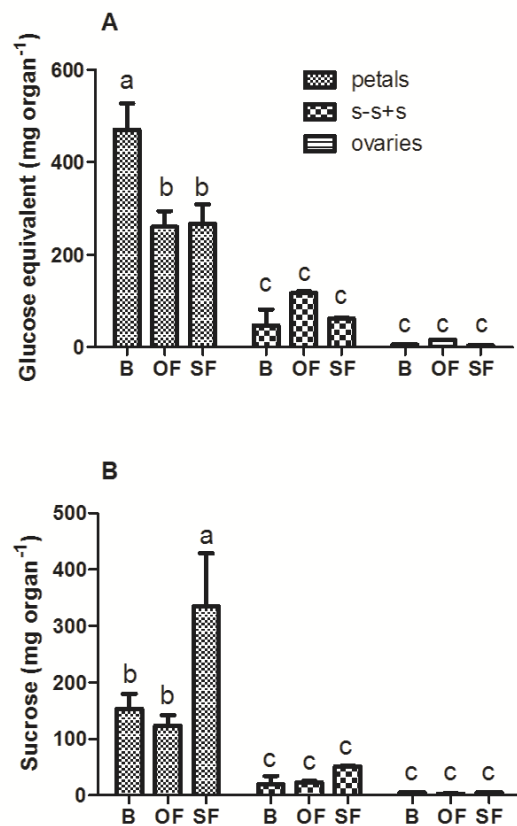 A
Glucose equivalent (mg organ⁻¹)
600
400
200
0
a
b
b
c
c
c
c
c
c
petals
s-s+s
ovaries
B OF SF B OF SF B OF SF
B
Sucrose (mg organ⁻¹)
500
400
300
200
100
0
b
b
a
c
c
c
c
c
c
B OF SF B OF SF B OF SF